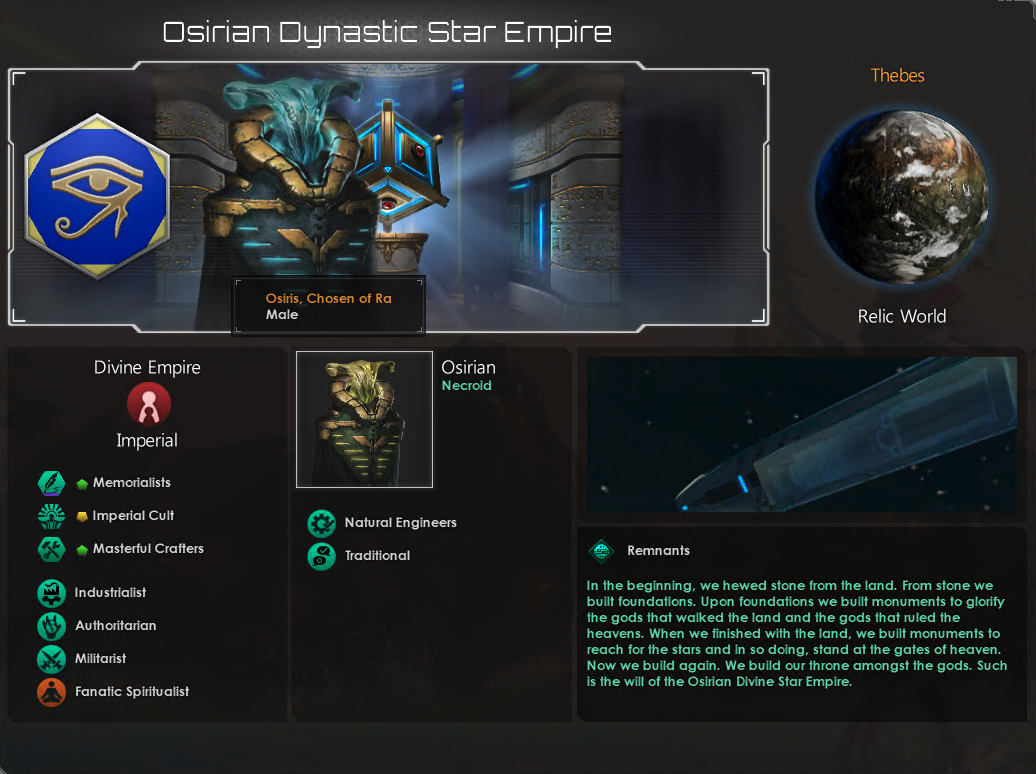 Osirian Dynastic Star Empire
Thebes
Osiris, Chosen of Ra
Male
Relic World
Divine Empire
Imperial
Memorialists
Imperial Cult
Masterful Crafters
Industrialist
Authoritarian
Militarist
Fanatic Spiritualist
Osirian
Necroid
Natural Engineers
Traditional
Remnants
In the beginning, we hewed stone from the land. From stone we
built foundations. Upon foundations we built monuments to glorify
the gods that walked the land and the gods that ruled the
heavens. When we finished with the land, we built monuments to
reach for the stars and in so doing, stand at the gates of heaven.
Now we build again. We build our throne amongst the gods. Such
is the will of the Osirian Divine Star Empire.